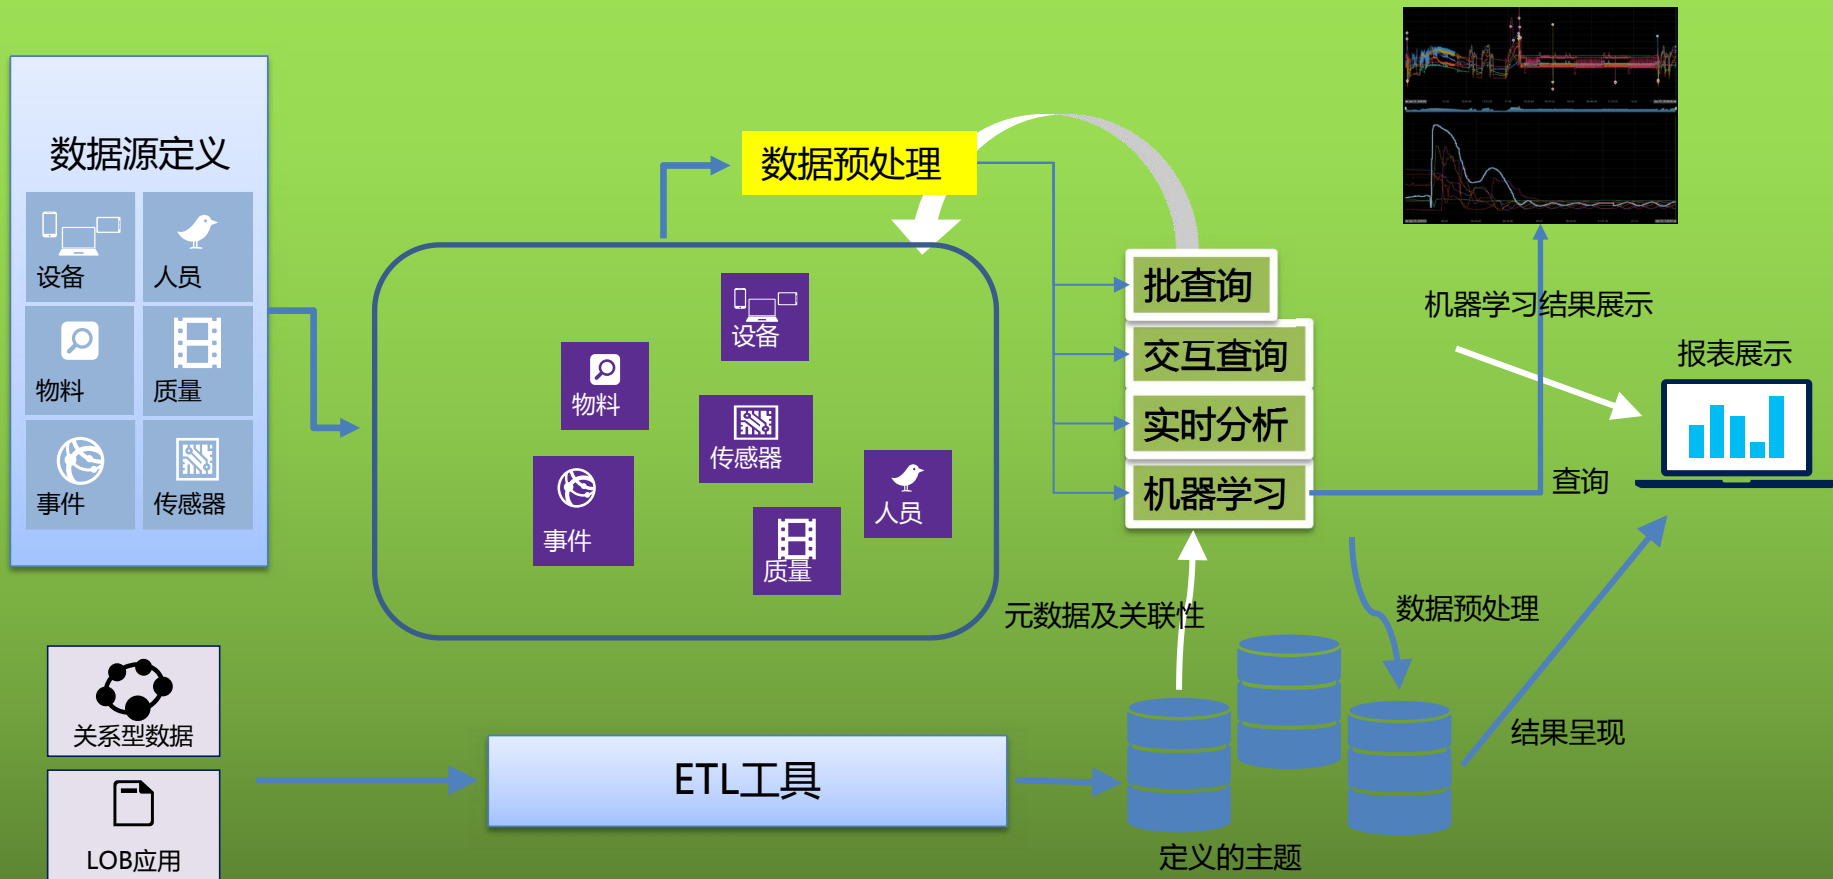 数据源定义
设备
人员
物料
质量
事件
传感器
关系型数据
LOB应用
数据预处理
设备
物料
传感器
事件
人员
质量
ETL工具
批查询
交互查询
实时分析
机器学习
元数据及关联性
数据预处理
定义的主题
机器学习结果展示
报表展示
查询
结果呈现